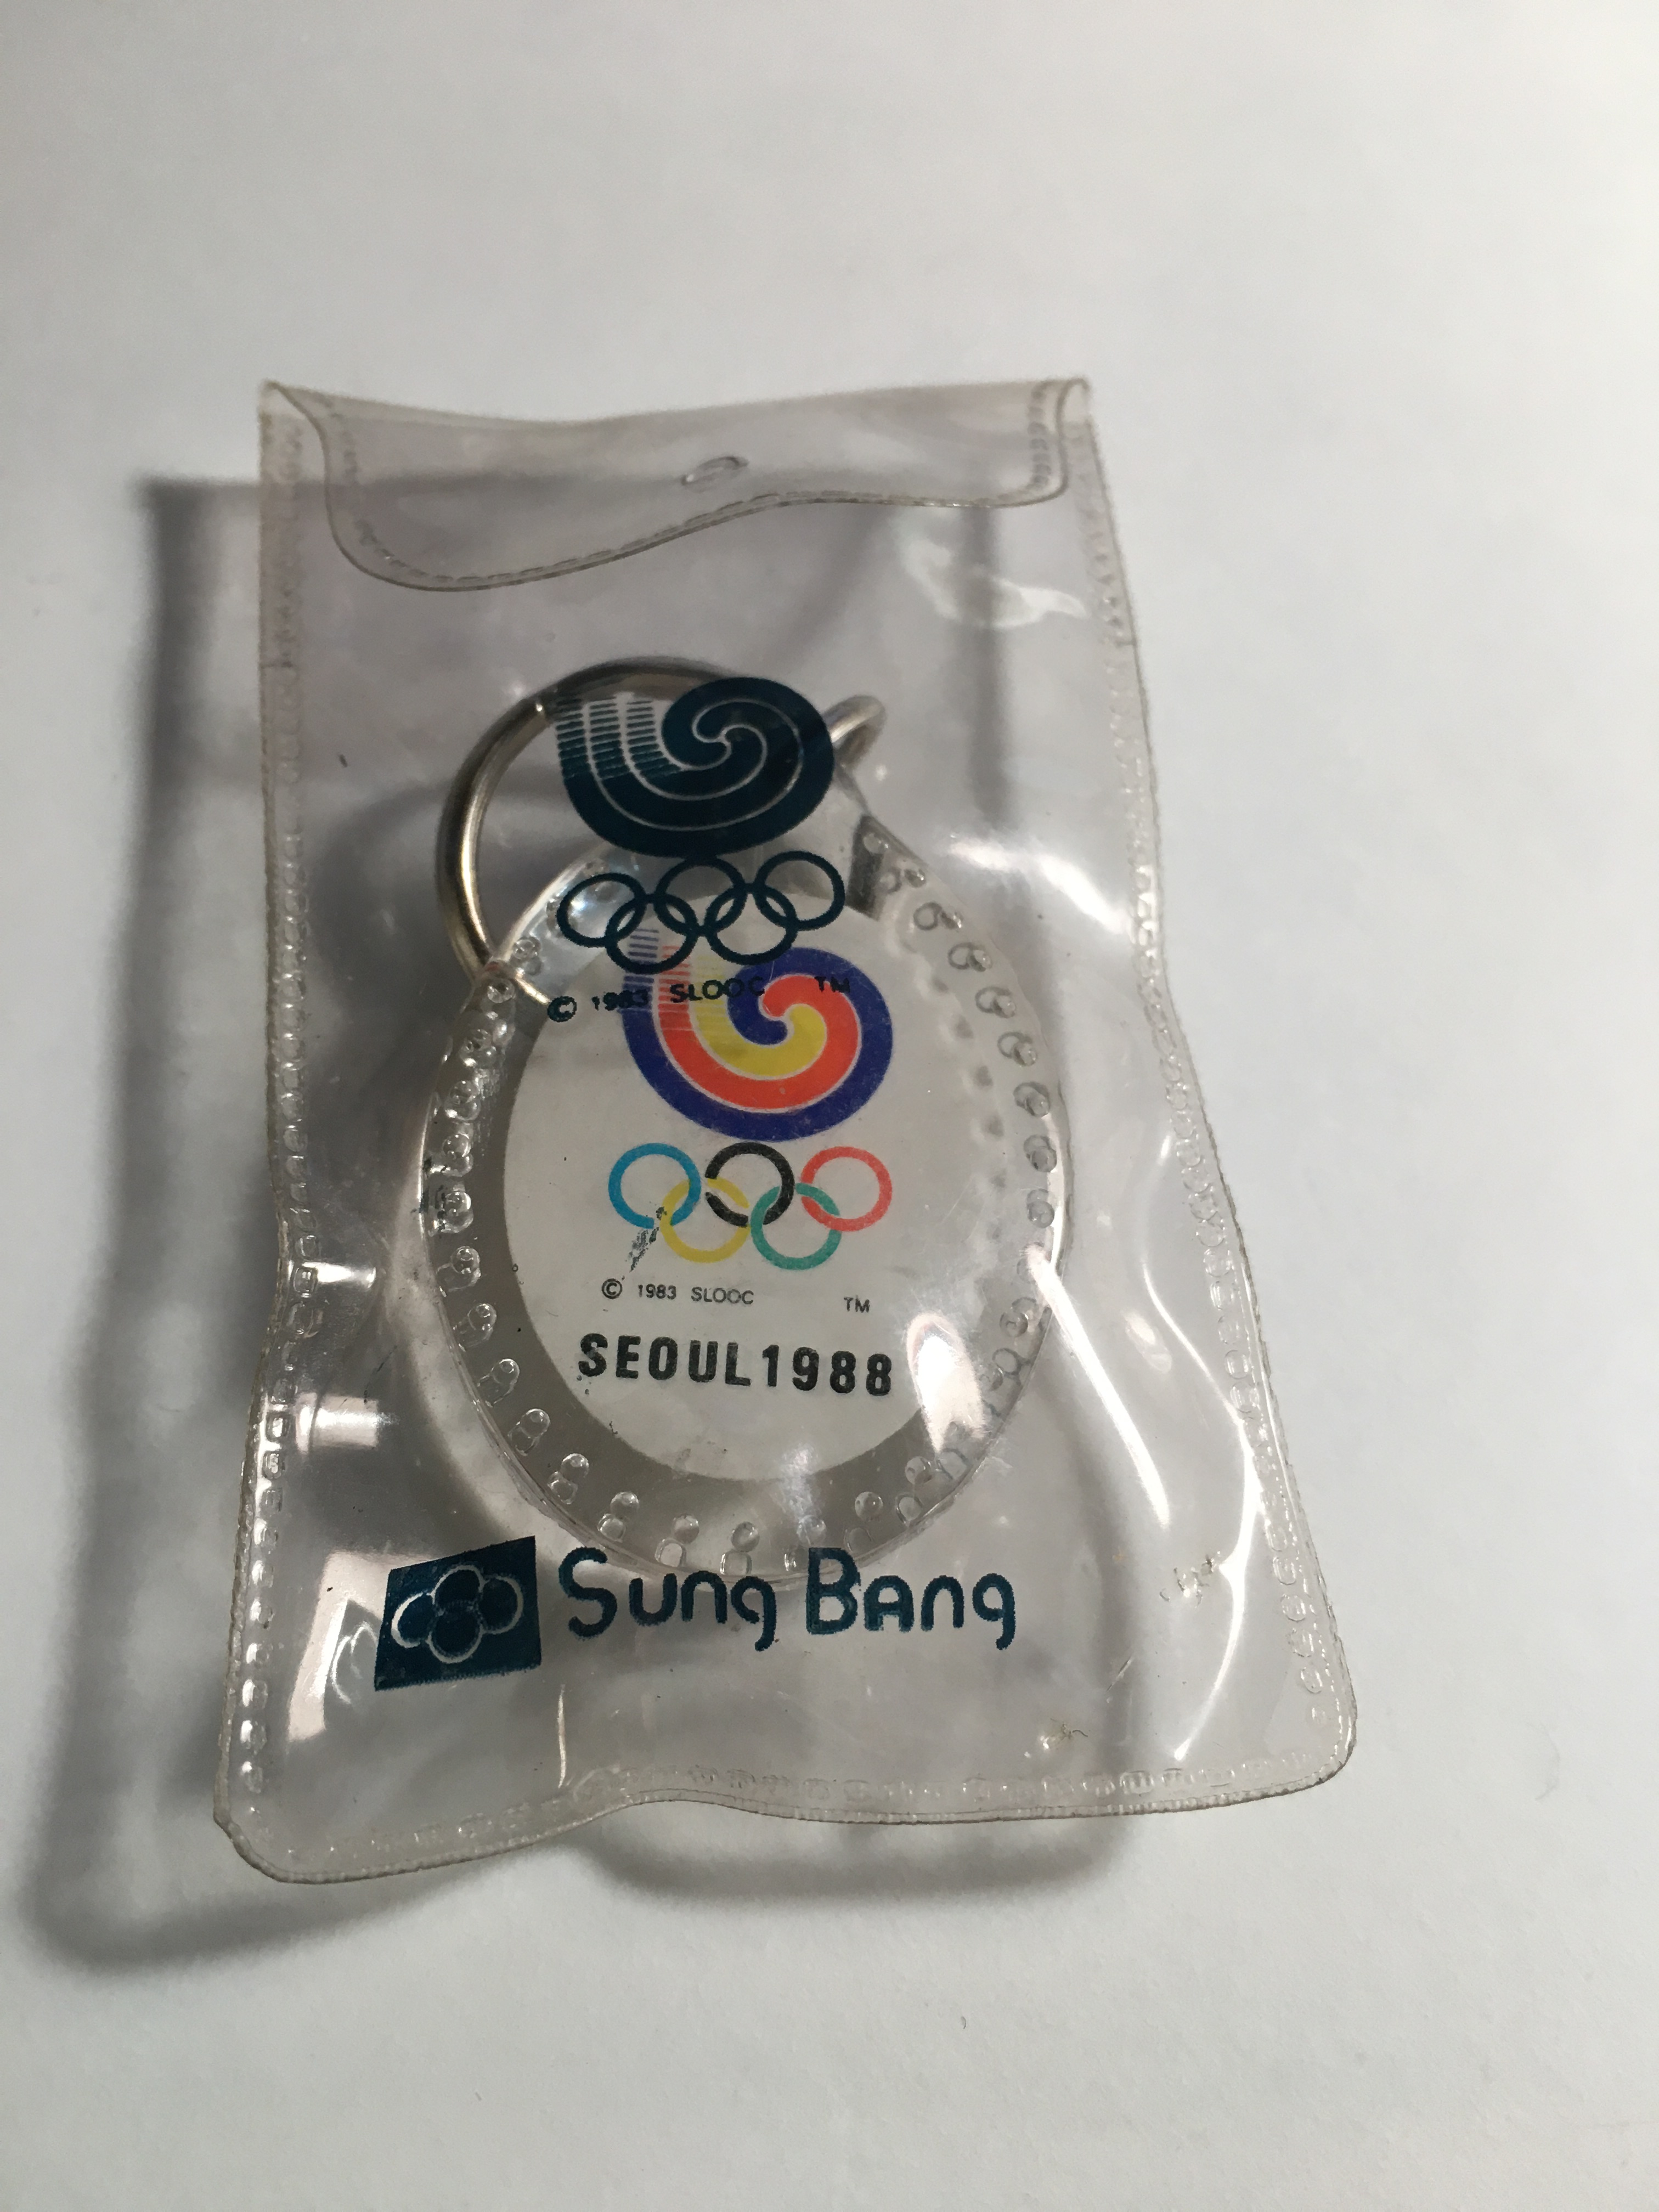 © 1983 SLOOC TM
© 1983 SLOOC TM
SEOUL1988
Sung Bang